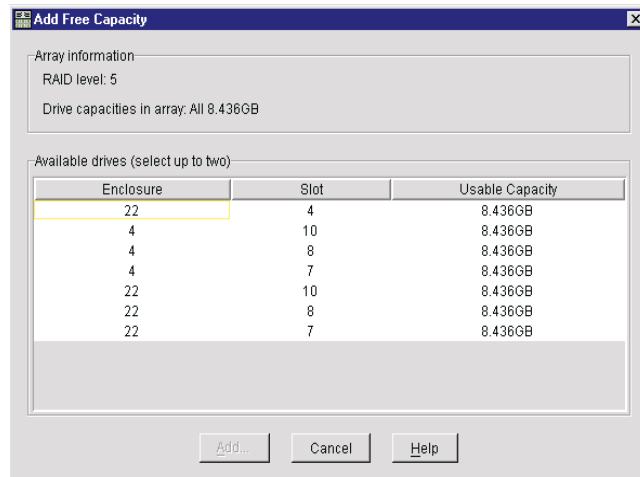 Add Free Capacity
Array information
RAID level: 5
Drive capacities in array: All 8.436GB
Available drives (select up to two)
Enclosure Slot Usable Capacity
22 4 8.436GB
4 10 8.436GB
4 8 8.436GB
4 7 8.436GB
22 10 8.436GB
22 8 8.436GB
22 7 8.436GB
Add... Cancel Help